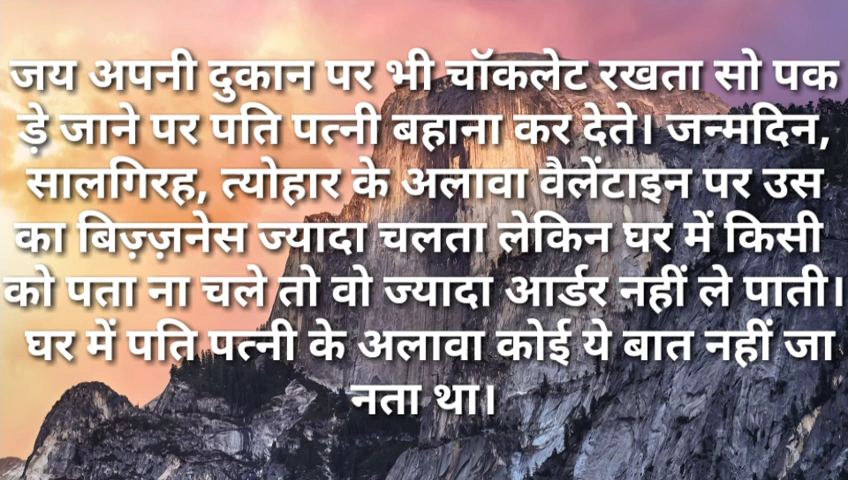 जय अपनी दुकान पर भी चॉकलेट रखता सो पक
ड़े जाने पर पति पत्नी बहाना कर देते। जन्मदिन,
सालगिरह, त्योहार के अलावा वैलेंटाइन पर उस
का बिज़्ज़नेस ज्यादा चलता लेकिन घर में किसी
को पता ना चले तो वो ज्यादा आर्डर नहीं ले पाती।
घर में पति पत्नी के अलावा कोई ये बात नहीं जा
नता था।